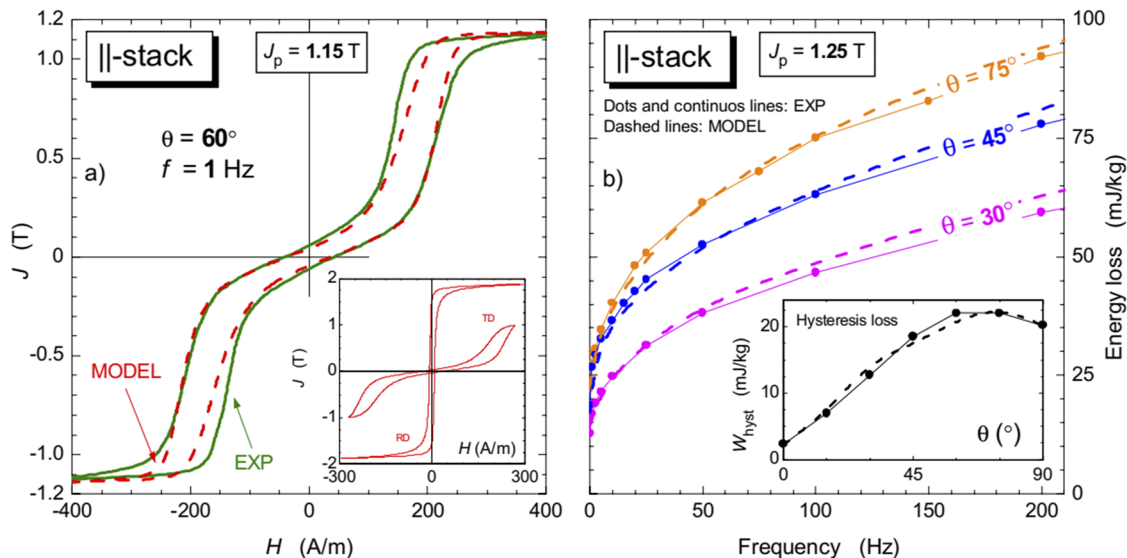 ||-stack
Jp = 1.15 T
θ = 60°
f = 1 Hz
a)
1.2
1.0
0.5
0
-0.5
-1.0
1.2
J (T)
MODEL
EXP
-400
-200
0
200
400
H (A/m)
2
1
0
-1
-2
J (T)
TD
RD
H (A/m)
-300
0
300
||-stack
Jp = 1.25 T
Dots and continuos lines: EXP
Dashed lines: MODEL
b)
θ = 75°
θ = 45°
θ = 30°
100
75
50
25
0
Energy loss (mJ/kg)
0
50
100
150
200
Frequency (Hz)
Hysteresis loss
20
10
0
Whyst (mJ/kg)
θ (°)
0
45
90